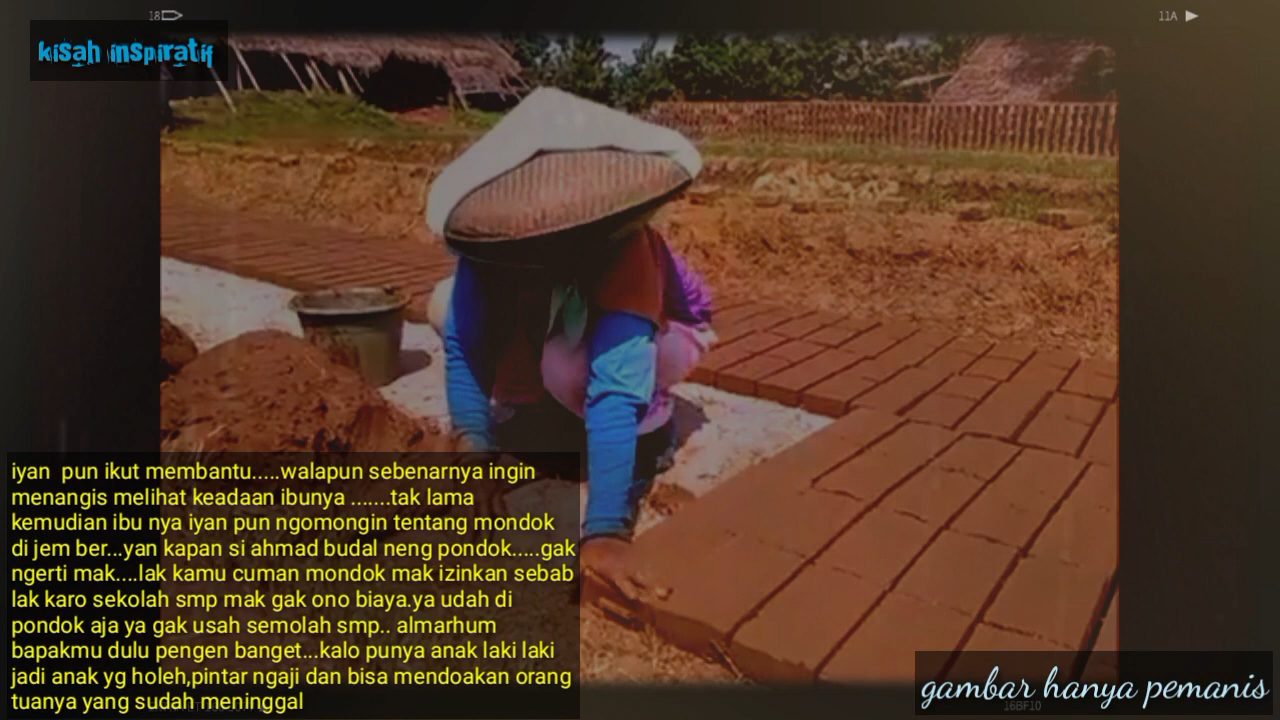 18
11A
kisah inspiratif
iyan pun ikut membantu.....walapun sebenarnya ingin
menangis melihat keadaan ibunya .......tak lama
kemudian ibu nya iyan pun ngomongin tentang mondok
di jem ber...yan kapan si ahmad budal neng pondok.....gak
ngerti mak....lak kamu cuman mondok mak izinkan sebab
lak karo sekolah smp mak gak ono biaya.ya udah di
pondok aja ya gak usah semolah smp.. almarhum
bapakmu dulu pengen banget...kalo punya anak laki laki
jadi anak yg holeh,pintar ngaji dan bisa mendoakan orang
tuanya yang sudah meninggal
gambar hanya pemanis
16BF10